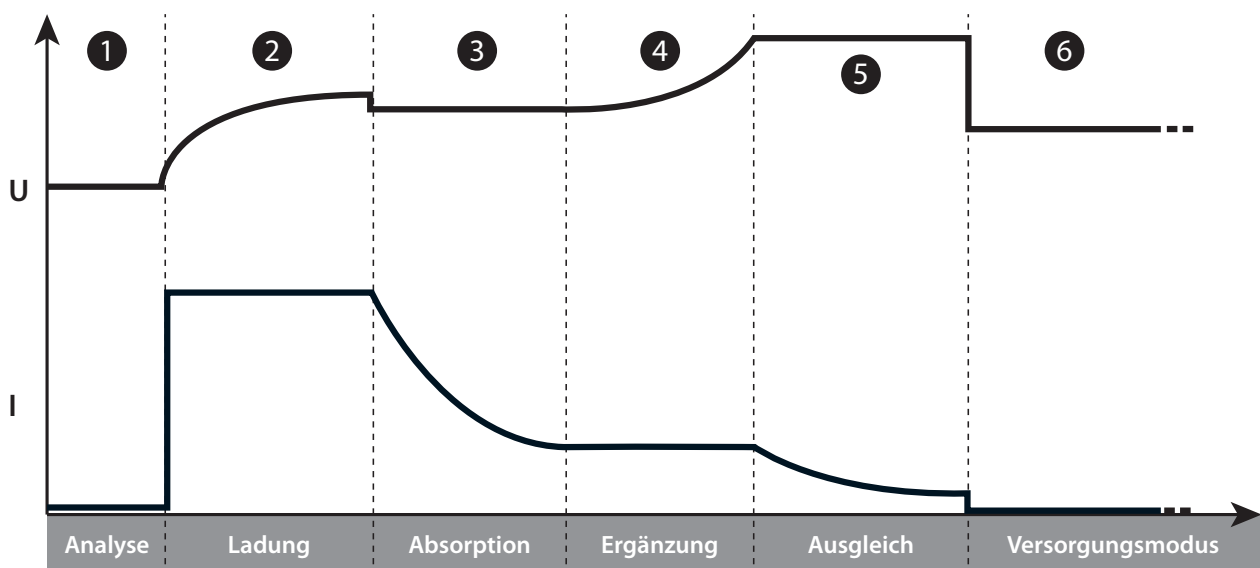 1
2
3
4
5
6
U
I
Analyse
Ladung
Absorption
Ergänzung
Ausgleich
Versorgungsmodus